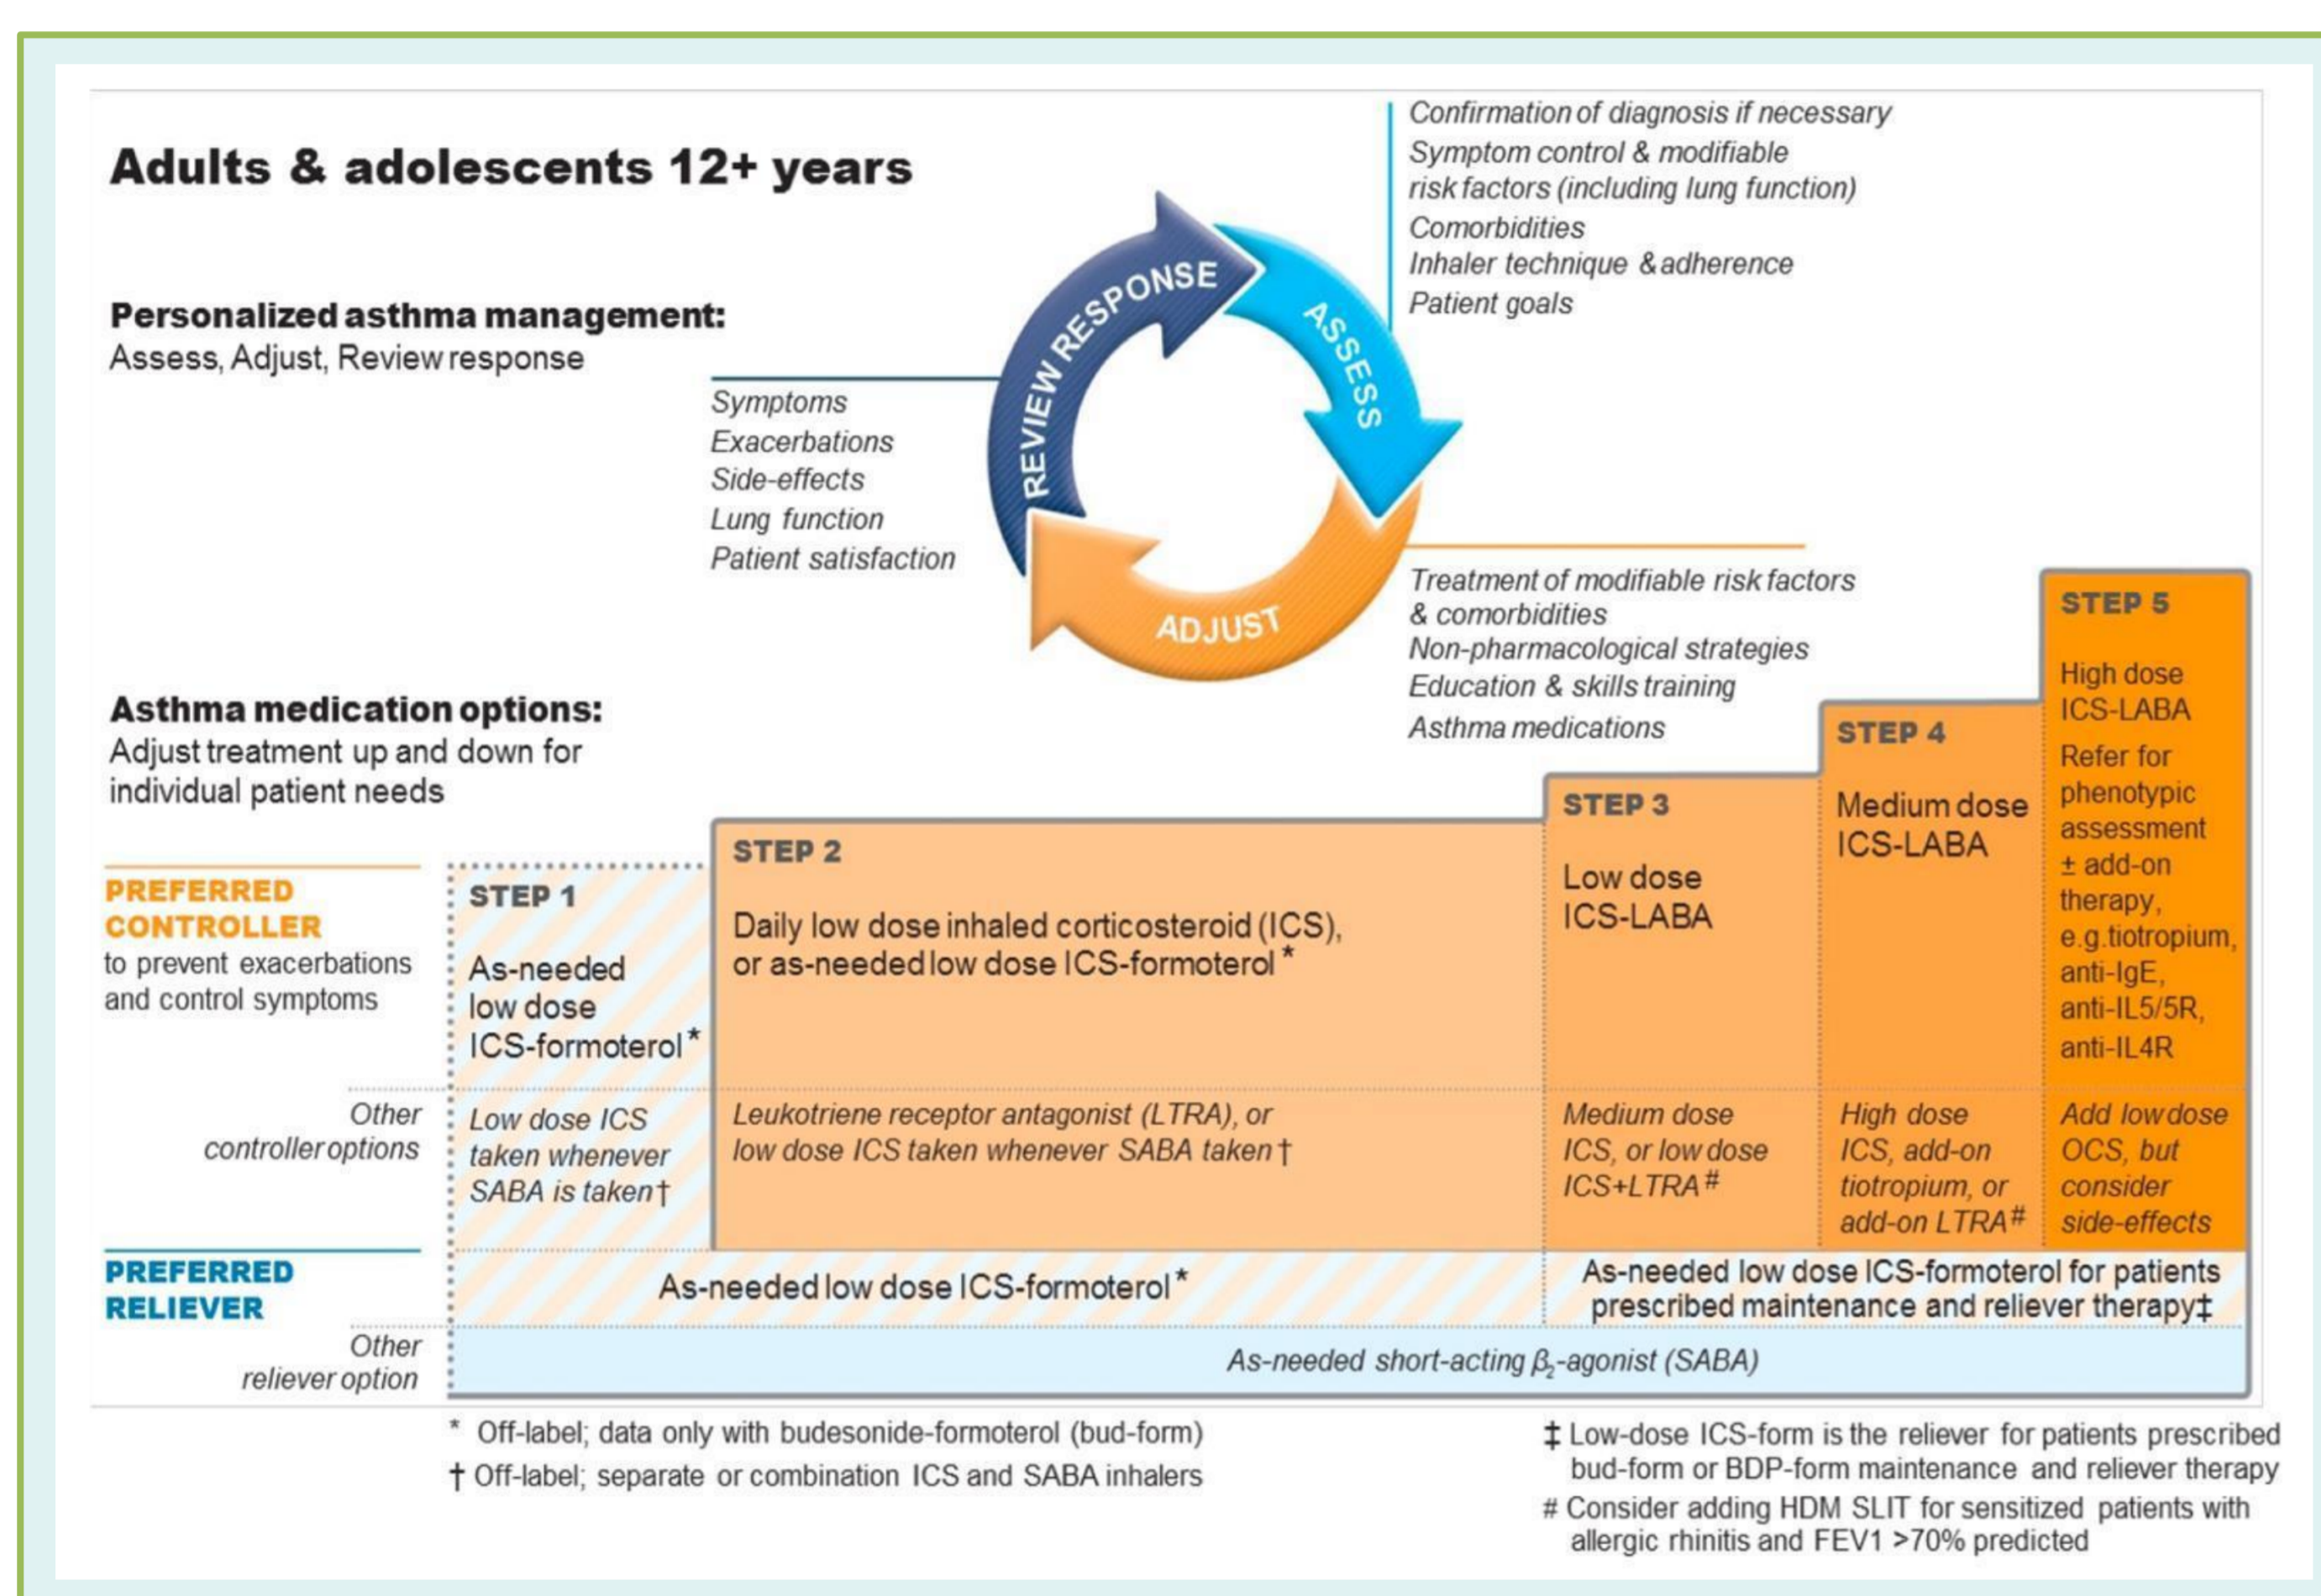 Adults & adolescents 12+ years
Personalized asthma management:
Assess, Adjust, Review response
Confirmation of diagnosis if necessary
Symptom control & modifiable
risk factors (including lung function)
Comorbidities
Inhaler technique & adherence
Patient goals
REVIEW RESPONSE
ASSESS
ADJUST
Symptoms
Exacerbations
Side-effects
Lung function
Patient satisfaction
Treatment of modifiable risk factors
& comorbidities
Non-pharmacological strategies
Education & skills training
Asthma medications
Asthma medication options:
Adjust treatment up and down for
individual patient needs
PREFERRED
CONTROLLER
to prevent exacerbations
and control symptoms
STEP 1
As-needed
low dose
ICS-formoterol*
STEP 2
Daily low dose inhaled corticosteroid (ICS),
or as-needed low dose ICS-formoterol*
STEP 3
Low dose
ICS-LABA
STEP 4
Medium dose
ICS-LABA
STEP 5
High dose
ICS-LABA
Refer for
phenotypic
assessment
± add-on
therapy,
e.g.tiotropium,
anti-IgE,
anti-IL5/5R,
anti-IL4R
Other
controller options
Low dose ICS
taken whenever
SABA is taken†
Leukotriene receptor antagonist (LTRA), or
low dose ICS taken whenever SABA taken†
Medium dose
ICS, or low dose
ICS+LTRA#
High dose
ICS, add-on
tiotropium, or
add-on LTRA#
Add low dose
OCS, but
consider
side-effects
PREFERRED
RELIEVER
As-needed low dose ICS-formoterol*
As-needed low dose ICS-formoterol for patients
prescribed maintenance and reliever therapy‡
Other
reliever option
As-needed short-acting β₂-agonist (SABA)
* Off-label; data only with budesonide-formoterol (bud-form)
† Off-label; separate or combination ICS and SABA inhalers
‡ Low-dose ICS-form is the reliever for patients prescribed
bud-form or BDP-form maintenance and reliever therapy
# Consider adding HDM SLIT for sensitized patients with
allergic rhinitis and FEV1 >70% predicted